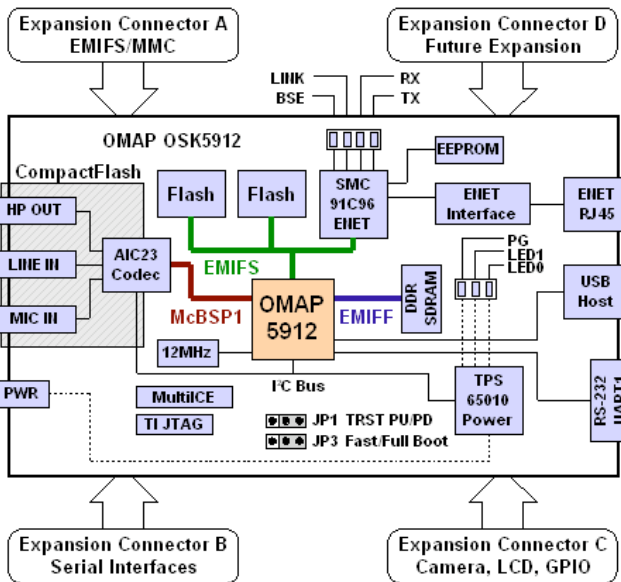 Expansion Connector A
EMIFS/MMC
Expansion Connector D
Future Expansion
LINK
BSE
RX
TX
OMAP OSK5912
EEPROM
CompactFlash
Flash
Flash
SMC
91C96
ENET
ENET
Interface
ENET
RJ45
HP OUT
LINE IN
MIC IN
AIC23
Codec
EMIFS
PG
LED1
LED0
McBSP1
OMAP
5912
EMIFF
DDR
SDRAM
USB
Host
12MHz
I²C Bus
PWR
MultiICE
TI JTAG
JP1 TRST PU/PD
JP3 Fast/Full Boot
TPS
65010
Power
RS-232
UART1
Expansion Connector B
Serial Interfaces
Expansion Connector C
Camera, LCD, GPIO